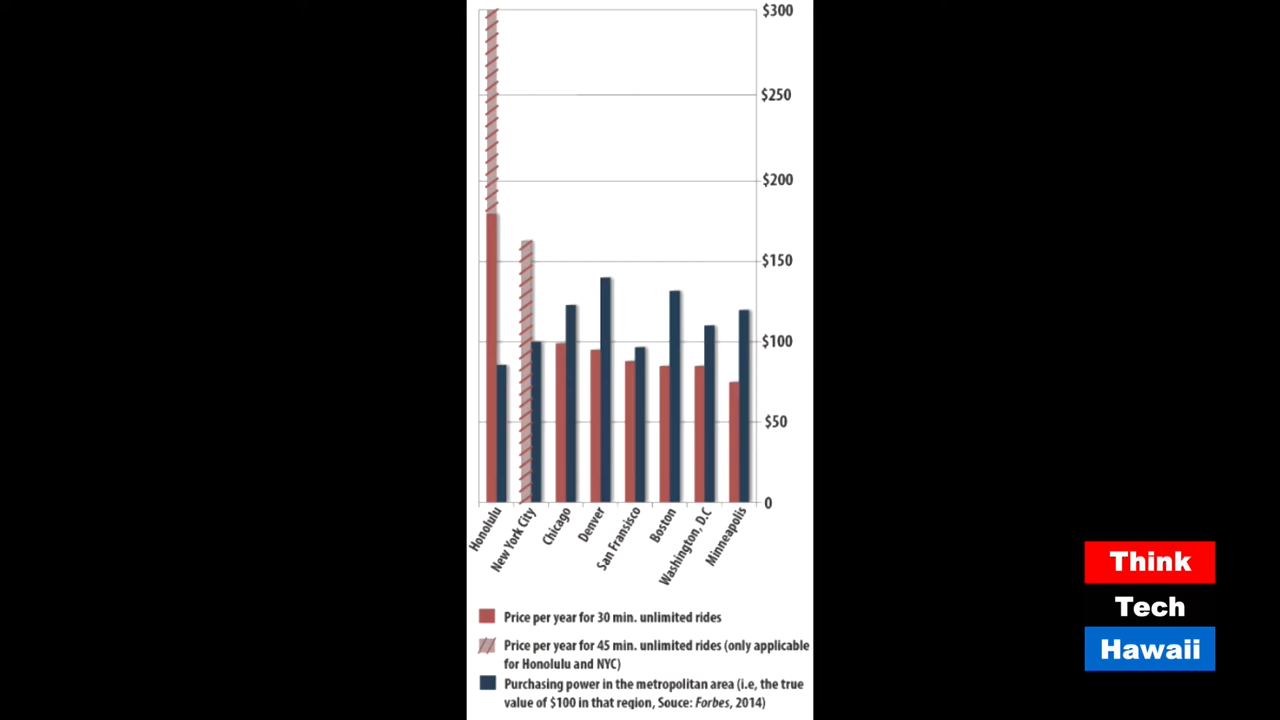 $300
$250
$200
$150
$100
$50
0
Honolulu
New York City
Chicago
Denver
San Fransisco
Boston
Washington, D.C
Minneapolis
Price per year for 30 min. unlimited rides
Price per year for 45 min. unlimited rides (only applicable
for Honolulu and NYC)
Purchasing power in the metropolitan area (i.e, the true
value of $100 in that region, Souce: Forbes, 2014)
Think
Tech
Hawaii